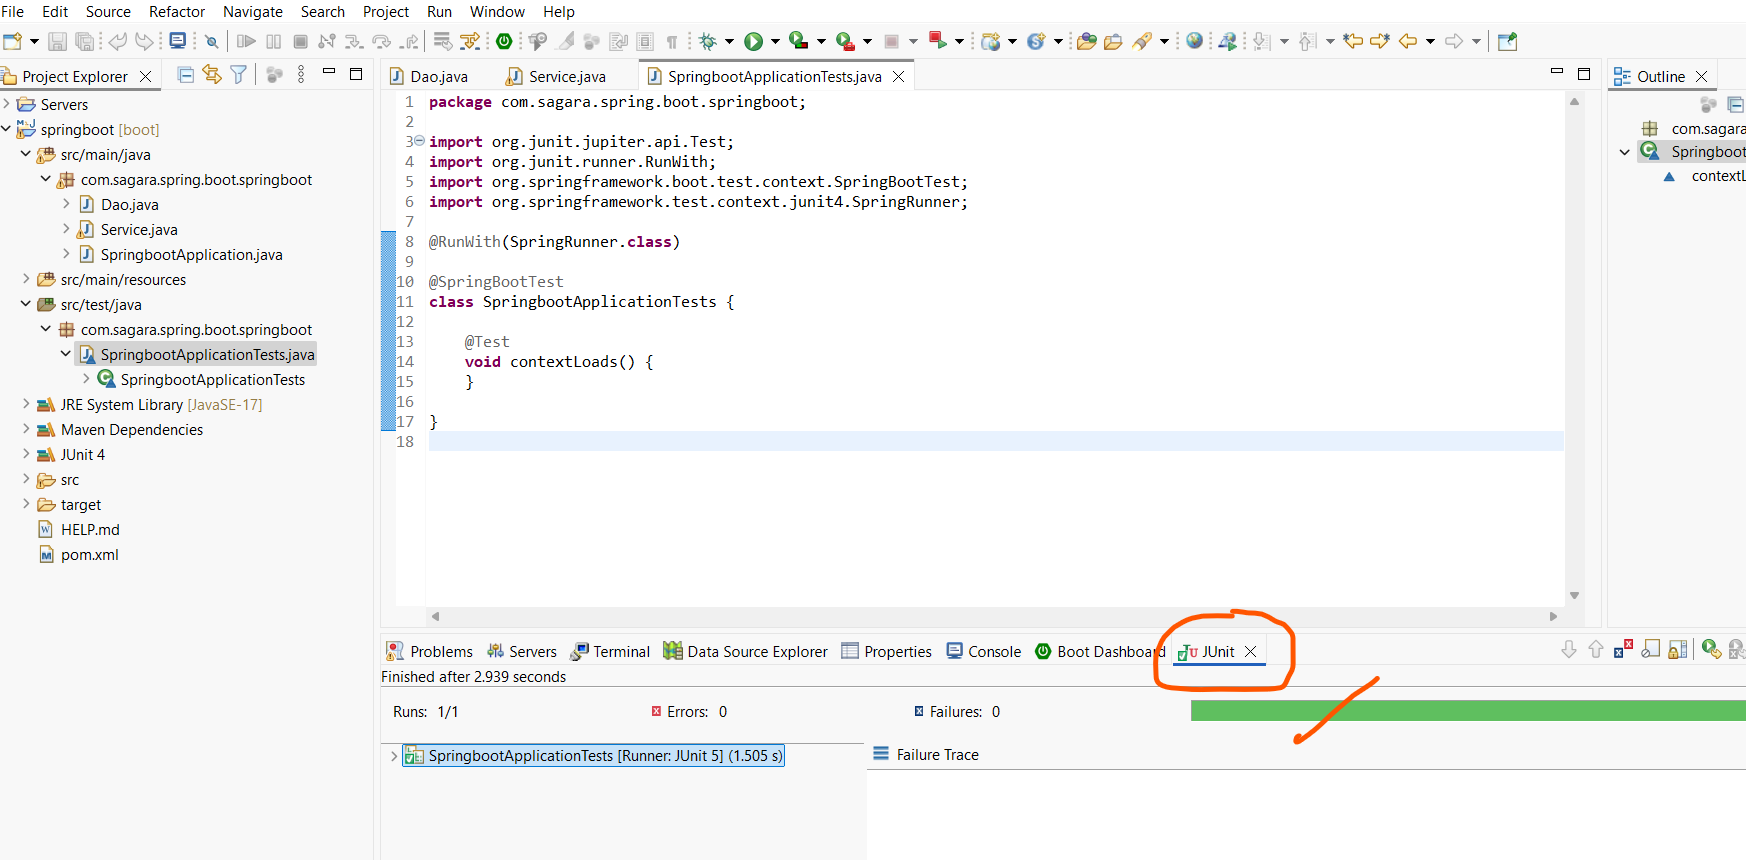 File Edit Source Refactor Navigate Search Project Run Window Help
Project Explorer
Servers
springboot [boot]
src/main/java
com.sagara.spring.boot.springboot
Dao.java
Service.java
SpringbootApplication.java
src/main/resources
src/test/java
com.sagara.spring.boot.springboot
SpringbootApplicationTests.java
SpringbootApplicationTests
JRE System Library [JavaSE-17]
Maven Dependencies
JUnit 4
src
target
HELP.md
pom.xml
Dao.java Service.java SpringbootApplicationTests.java
1 package com.sagara.spring.boot.springboot;
2
3 import org.junit.jupiter.api.Test;
4 import org.junit.runner.RunWith;
5 import org.springframework.boot.test.context.SpringBootTest;
6 import org.springframework.test.context.junit4.SpringRunner;
7
8 @RunWith(SpringRunner.class)
9
10 @SpringBootTest
11 class SpringbootApplicationTests {
12
13 @Test
14 void contextLoads() {
15 }
16
17 }
18
Outline
com.sagara
Springboot
contextL
Problems Servers Terminal Data Source Explorer Properties Console Boot Dashboard JUnit
Finished after 2.939 seconds
Runs: 1/1 Errors: 0 Failures: 0
SpringbootApplicationTests [Runner: JUnit 5] (1.505 s)
Failure Trace